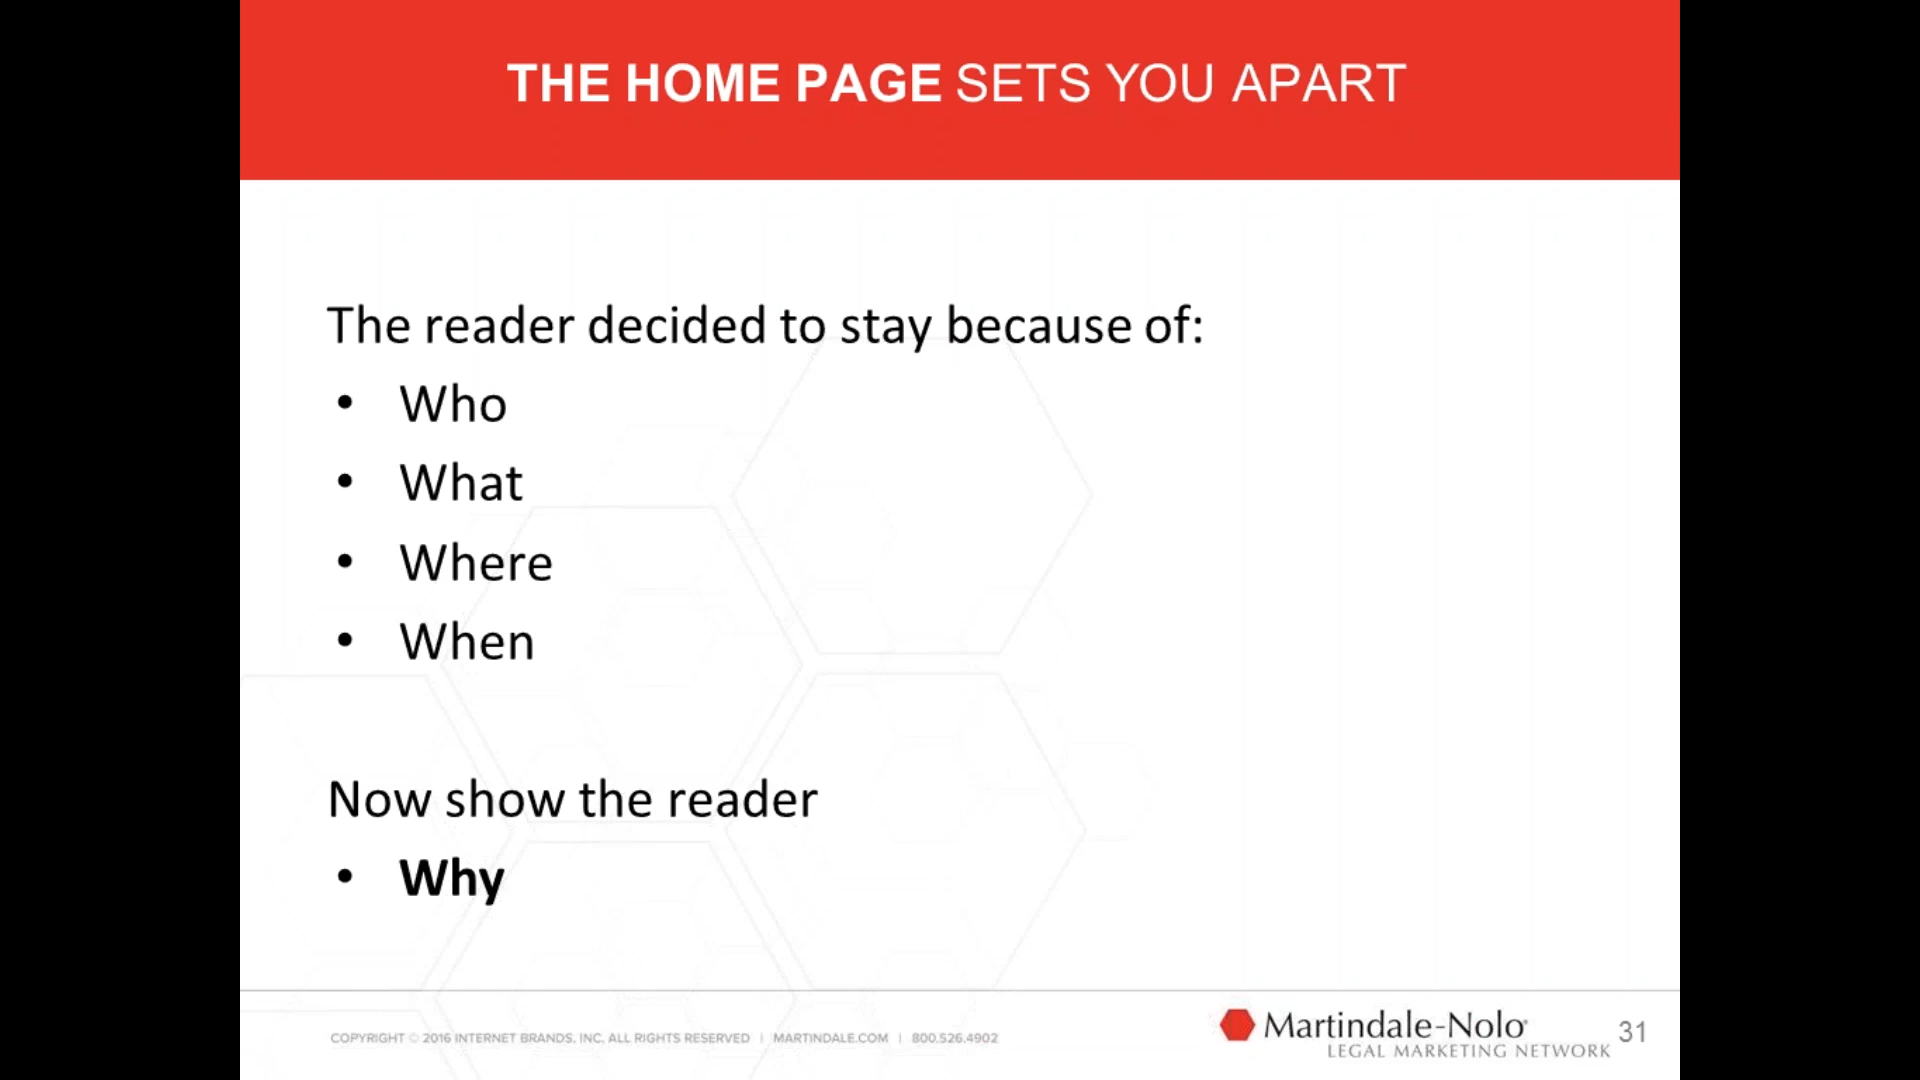 THE HOME PAGE SETS YOU APART
The reader decided to stay because of:
• Who
• What
• Where
• When
Now show the reader
• Why
COPYRIGHT © 2016 INTERNET BRANDS, INC. ALL RIGHTS RESERVED | MARTINDALE.COM | 800.526.4902
Martindale-Nolo®
LEGAL MARKETING NETWORK
31